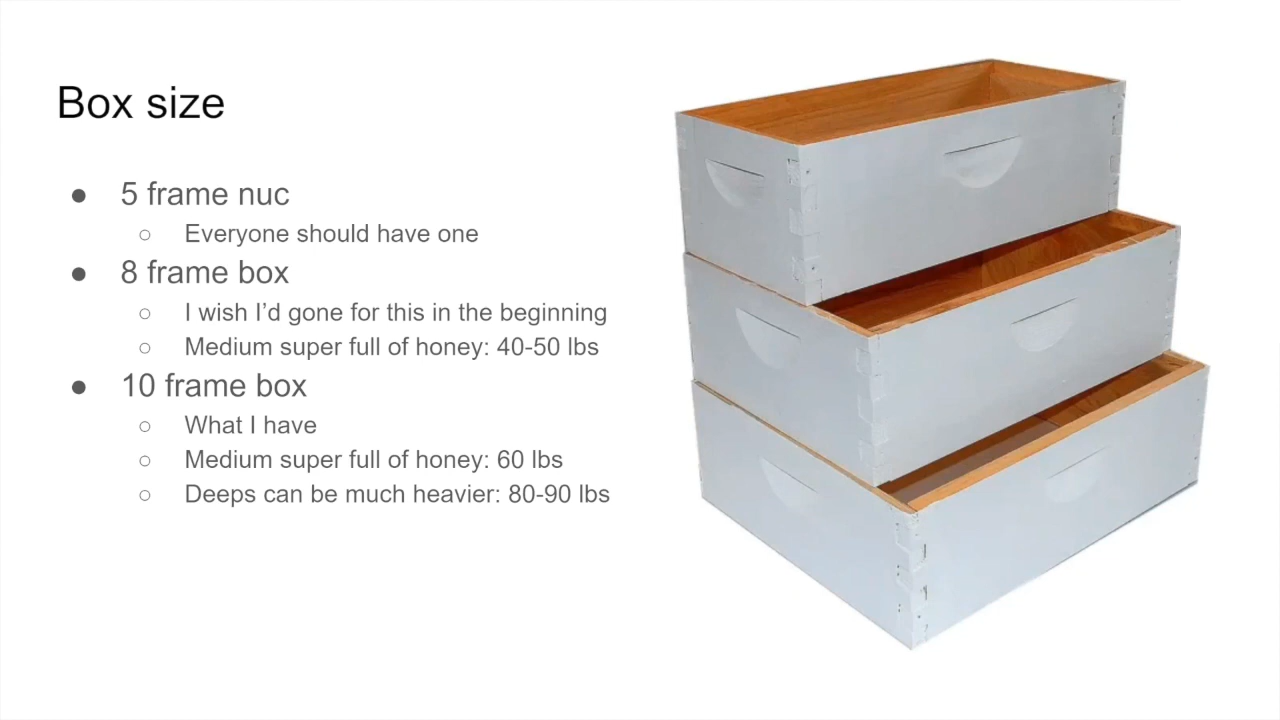 Box size
● 5 frame nuc
○ Everyone should have one
● 8 frame box
○ I wish I’d gone for this in the beginning
○ Medium super full of honey: 40-50 lbs
● 10 frame box
○ What I have
○ Medium super full of honey: 60 lbs
○ Deeps can be much heavier: 80-90 lbs